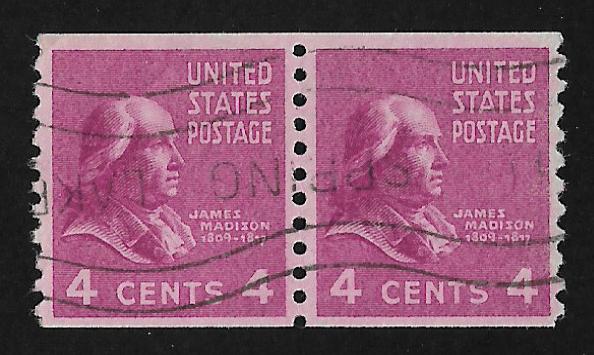 UNITED
STATES
POSTAGE
JAMES
MADISON
1809-1817
4 CENTS 4
UNITED
STATES
POSTAGE
JAMES
MADISON
1809-1817
4 CENTS 4
LAKE